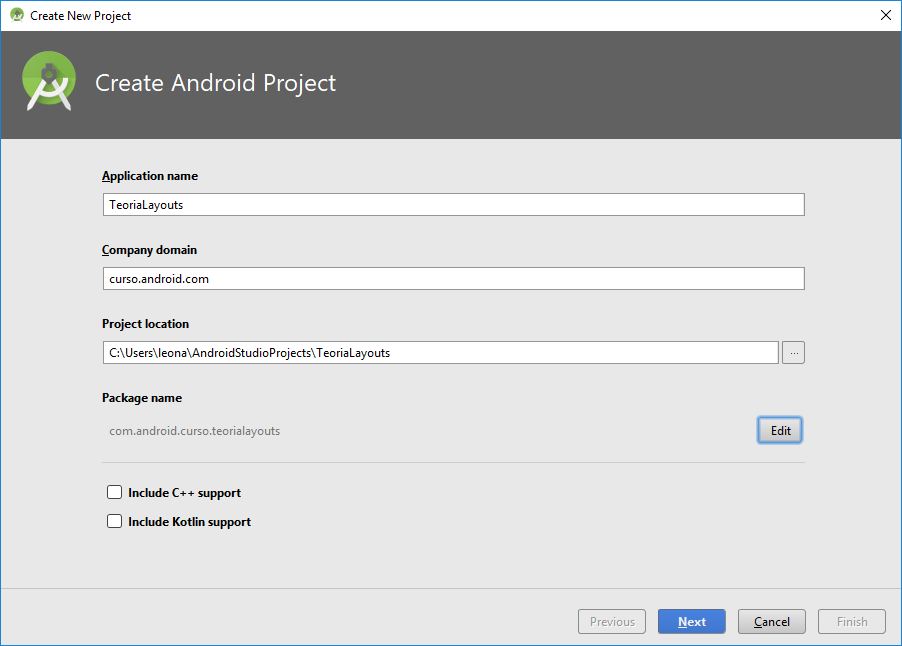 Create New Project
Create Android Project
Application name
TeoriaLayouts
Company domain
curso.android.com
Project location
C:\Users\leona\AndroidStudioProjects\TeoriaLayouts
...
Package name
com.android.curso.teorialayouts
Edit
Include C++ support
Include Kotlin support
Previous Next Cancel Finish